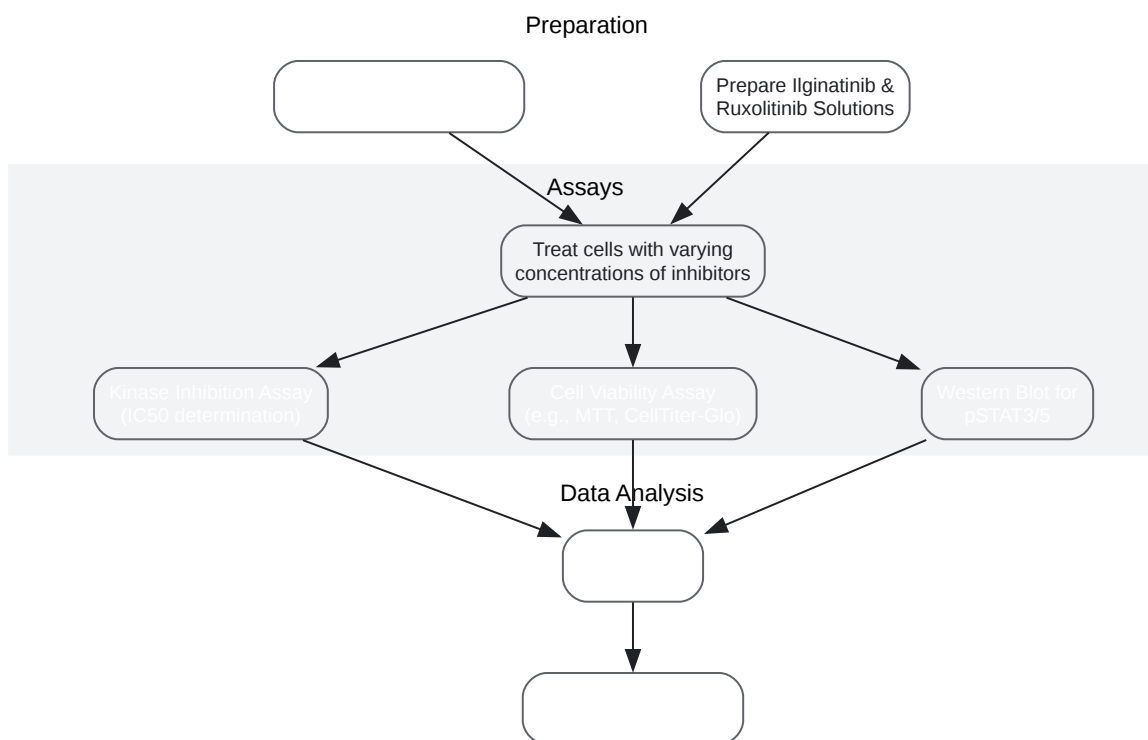 Preparation
Prepare Ilginatinib &
Ruxolitinib Solutions
Assays
Treat cells with varying
concentrations of inhibitors
Kinase Inhibition Assay
(IC50 determination)
Cell Viability Assay
(e.g., MTT, CellTiter-Glo)
Western Blot for
pSTAT3/5
Data Analysis